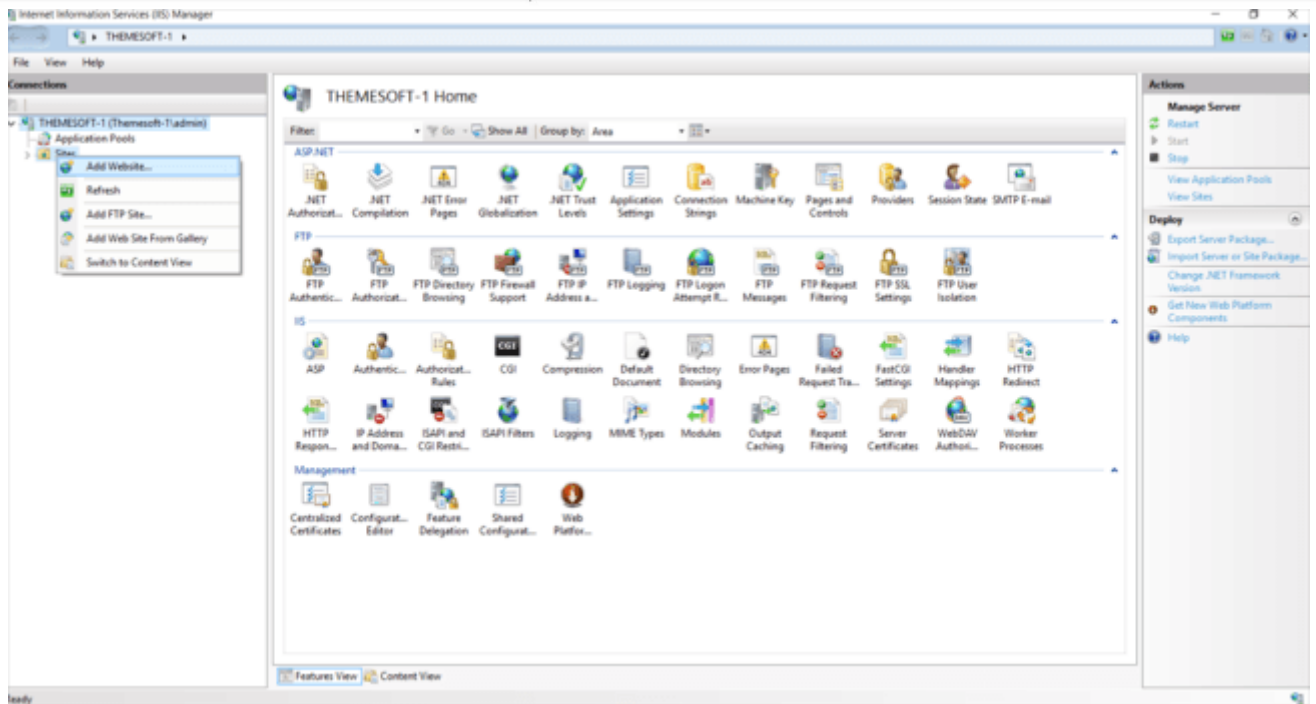 Internet Information Services (IIS) Manager
THEMESOFT-1
File View Help
Connections
THEMESOFT-1 (Themesoft-1\admin)
Application Pools
Sites
Add Website...
Refresh
Add FTP Site...
Add Web Site From Gallery
Switch to Content View
THEMESOFT-1 Home
Filter: Go Show All Group by: Area
ASP.NET
.NET Authorizat... .NET Compilation .NET Error Pages .NET Globalization .NET Trust Levels Application Settings Connection Strings Machine Key Pages and Controls Providers Session State SMTP E-mail
FTP
FTP Authentic... FTP Authorizat... FTP Directory Browsing FTP Firewall Support FTP IP Address a... FTP Logging FTP Logon Attempt R... FTP Messages FTP Request Filtering FTP SSL Settings FTP User Isolation
IIS
ASP Authentic... Authorizat... Rules CGI Compression Default Document Directory Browsing Error Pages Failed Request Tra... FastCGI Settings Handler Mappings HTTP Redirect
HTTP Respon... IP Address and Doma... ISAPI and CGI Restri... ISAPI Filters Logging MIME Types Modules Output Caching Request Filtering Server Certificates WebDAV Authori... Worker Processes
Management
Centralized Certificates Configurat... Editor Feature Delegation Shared Configurat... Web Platfor...
Features View Content View
Actions
Manage Server
Restart
Start
Stop
View Application Pools
View Sites
Deploy
Export Server Package...
Import Server or Site Package...
Change .NET Framework
Version
Get New Web Platform
Components
Help
Ready